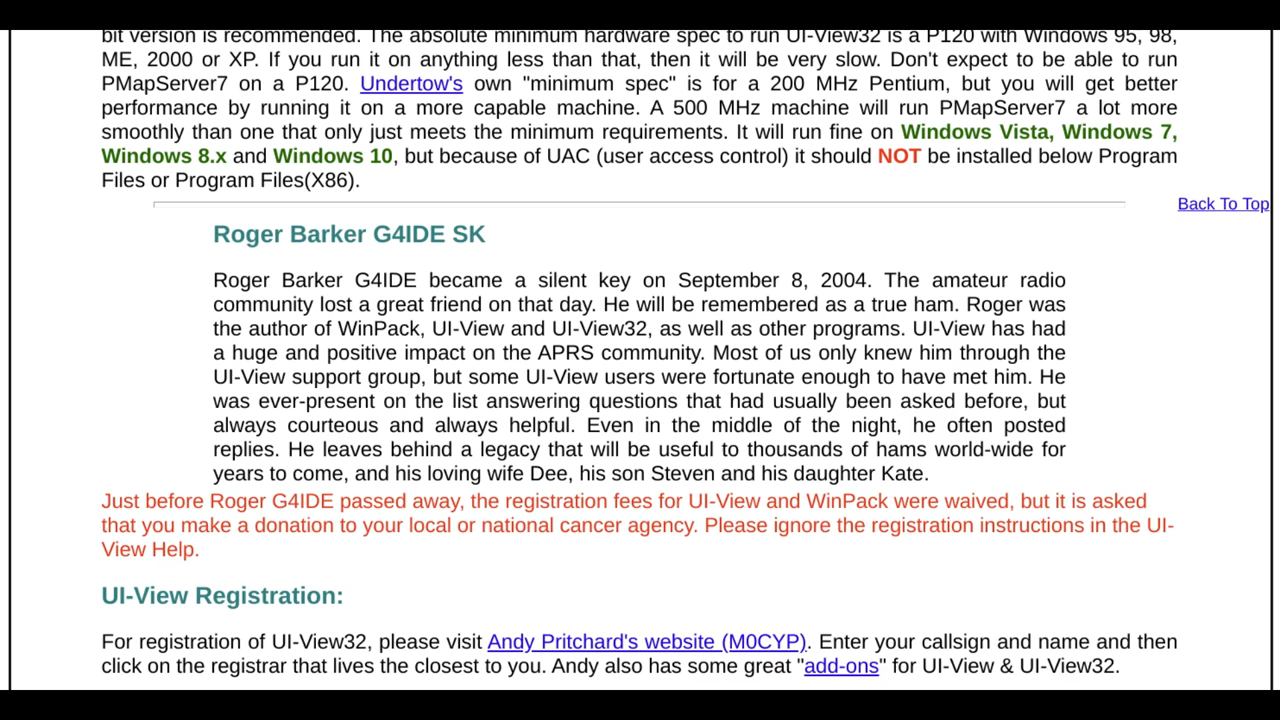 bit version is recommended. The absolute minimum hardware spec to run UI-View32 is a P120 with Windows 95, 98,
ME, 2000 or XP. If you run it on anything less than that, then it will be very slow. Don't expect to be able to run
PMapServer7 on a P120. Undertow's own "minimum spec" is for a 200 MHz Pentium, but you will get better
performance by running it on a more capable machine. A 500 MHz machine will run PMapServer7 a lot more
smoothly than one that only just meets the minimum requirements. It will run fine on Windows Vista, Windows 7,
Windows 8.x and Windows 10, but because of UAC (user access control) it should NOT be installed below Program
Files or Program Files(X86).
Back To Top
Roger Barker G4IDE SK
Roger Barker G4IDE became a silent key on September 8, 2004. The amateur radio
community lost a great friend on that day. He will be remembered as a true ham. Roger was
the author of WinPack, UI-View and UI-View32, as well as other programs. UI-View has had
a huge and positive impact on the APRS community. Most of us only knew him through the
UI-View support group, but some UI-View users were fortunate enough to have met him. He
was ever-present on the list answering questions that had usually been asked before, but
always courteous and always helpful. Even in the middle of the night, he often posted
replies. He leaves behind a legacy that will be useful to thousands of hams world-wide for
years to come, and his loving wife Dee, his son Steven and his daughter Kate.
Just before Roger G4IDE passed away, the registration fees for UI-View and WinPack were waived, but it is asked
that you make a donation to your local or national cancer agency. Please ignore the registration instructions in the UI-
View Help.
UI-View Registration:
For registration of UI-View32, please visit Andy Pritchard's website (M0CYP). Enter your callsign and name and then
click on the registrar that lives the closest to you. Andy also has some great "add-ons" for UI-View & UI-View32.